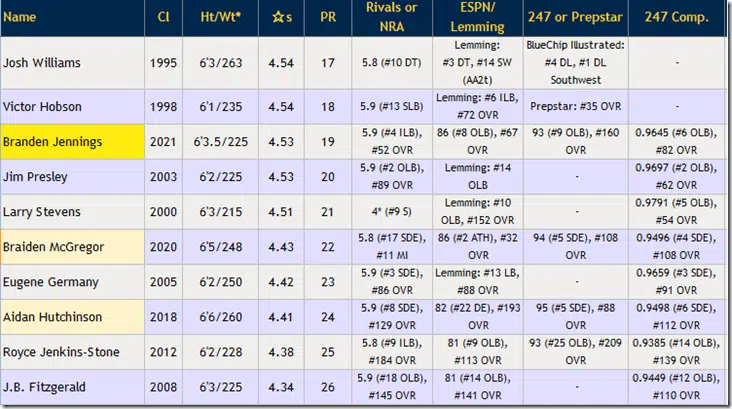 Name Cl Ht/Wt* ☆s PR Rivals or NRA ESPN/ Lemming 247 or Prepstar 247 Comp.
Josh Williams 1995 6'3/263 4.54 17 5.8 (#10 DT) Lemming: #3 DT, #14 SW (AA2t) BlueChip Illustrated: #4 DL, #1 DL Southwest -
Victor Hobson 1998 6'1/235 4.54 18 5.9 (#13 SLB) Lemming: #6 ILB, #72 OVR Prepstar: #35 OVR -
Branden Jennings 2021 6'3.5/225 4.53 19 5.9 (#4 ILB), #52 OVR 86 (#8 OLB), #67 OVR 93 (#9 OLB), #160 OVR 0.9645 (#6 OLB), #82 OVR
Jim Presley 2003 6'2/225 4.53 20 5.9 (#2 OLB), #89 OVR Lemming: #14 OLB - 0.9697 (#2 OLB), #62 OVR
Larry Stevens 2000 6'3/215 4.51 21 4* (#9 S) Lemming: #10 OLB, #152 OVR - 0.9791 (#5 OLB), #54 OVR
Braiden McGregor 2020 6'5/248 4.43 22 5.8 (#17 SDE), #11 MI 86 (#2 ATH), #32 OVR 94 (#5 SDE), #108 OVR 0.9496 (#4 SDE), #108 OVR
Eugene Germany 2005 6'2/250 4.42 23 5.9 (#3 SDE), #86 OVR Lemming: #13 LB, #88 OVR - 0.9659 (#3 SDE), #91 OVR
Aidan Hutchinson 2018 6'6/260 4.41 24 5.9 (#8 SDE), #129 OVR 82 (#22 DE), #193 OVR 95 (#5 SDE), #88 OVR 0.9498 (#6 SDE), #112 OVR
Royce Jenkins-Stone 2012 6'2/228 4.38 25 5.8 (#9 ILB), #184 OVR 81 (#9 OLB), #113 OVR 93 (#25 OLB), #209 OVR 0.9385 (#14 OLB), #139 OVR
J.B. Fitzgerald 2008 6'3/225 4.34 26 5.9 (#18 OLB), #145 OVR 81 (#14 OLB), #141 OVR - 0.9449 (#12 OLB), #110 OVR